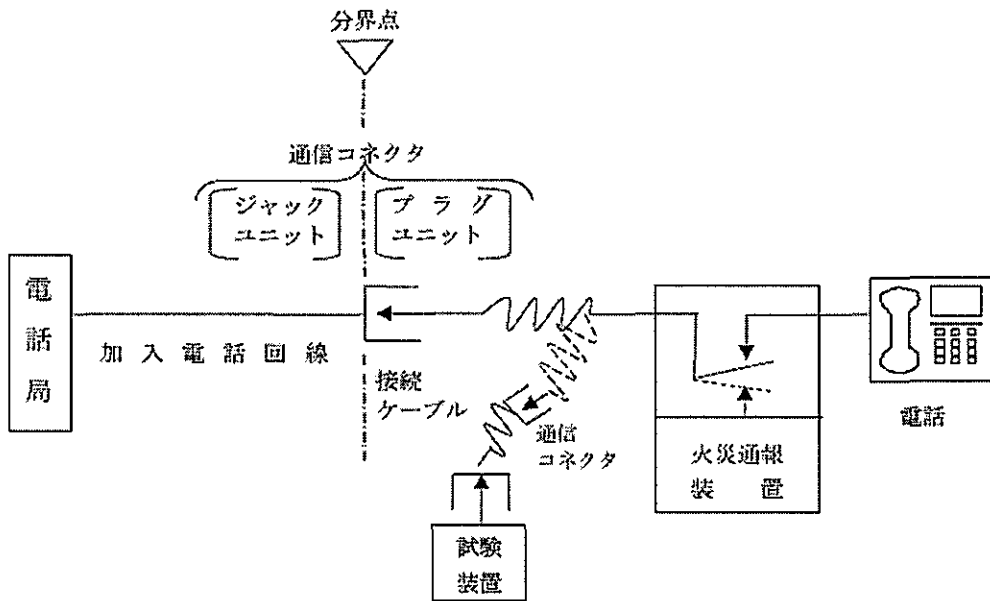 分界点
通信コネクタ
ジャック
ユニット
プラグ
ユニット
電話局
加入電話回線
接続
ケーブル
通信
コネクタ
試験
装置
火災通報
装置
電話